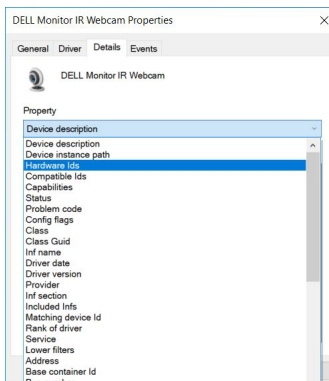 DELL Monitor IR Webcam Properties
General Driver Details Events
DELL Monitor IR Webcam
Property
Device description
Device description
Device instance path
Hardware Ids
Compatible Ids
Capabilities
Status
Problem code
Config flags
Class
Class Guid
Inf name
Driver date
Driver version
Provider
Inf section
Included Infs
Matching device Id
Rank of driver
Service
Lower filters
Address
Base container Id